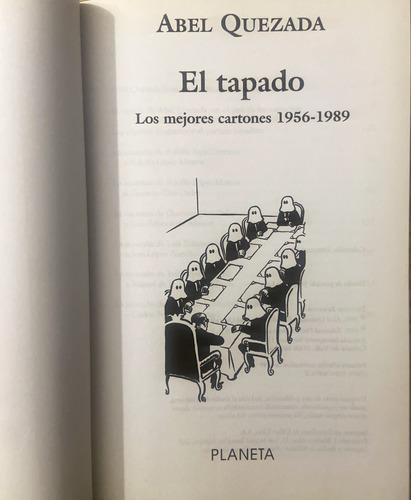 ABEL QUEZADA
El tapado
Los mejores cartones 1956-1989
PLANETA